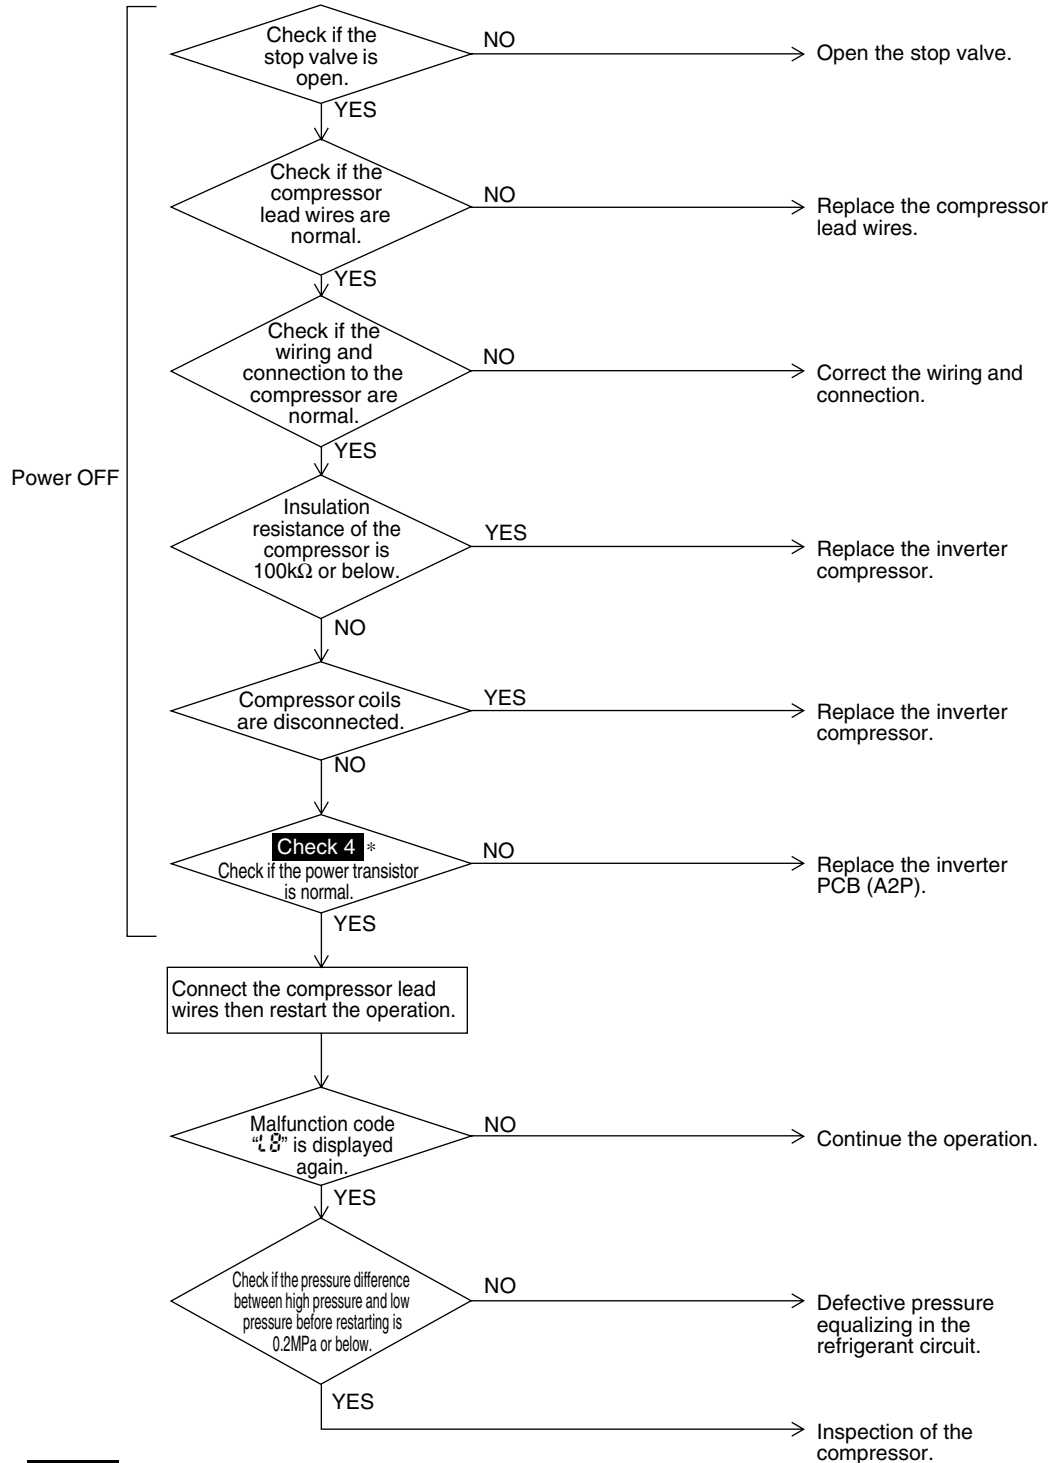 Check if the
stop valve is
open.
NO
Open the stop valve.
YES
Check if the
compressor
lead wires are
normal.
NO
Replace the compressor
lead wires.
YES
Check if the
wiring and
connection to the
compressor are
normal.
NO
Correct the wiring and
connection.
YES
Power OFF
Insulation
resistance of the
compressor is
100kΩ or below.
YES
Replace the inverter
compressor.
NO
Compressor coils
are disconnected.
YES
Replace the inverter
compressor.
NO
Check 4 *
Check if the power transistor
is normal.
NO
Replace the inverter
PCB (A2P).
YES
Connect the compressor lead
wires then restart the operation.
Malfunction code
“L8” is displayed
again.
NO
Continue the operation.
YES
Check if the pressure difference
between high pressure and low
pressure before restarting is
0.2MPa or below.
NO
Defective pressure
equalizing in the
refrigerant circuit.
YES
Inspection of the
compressor.